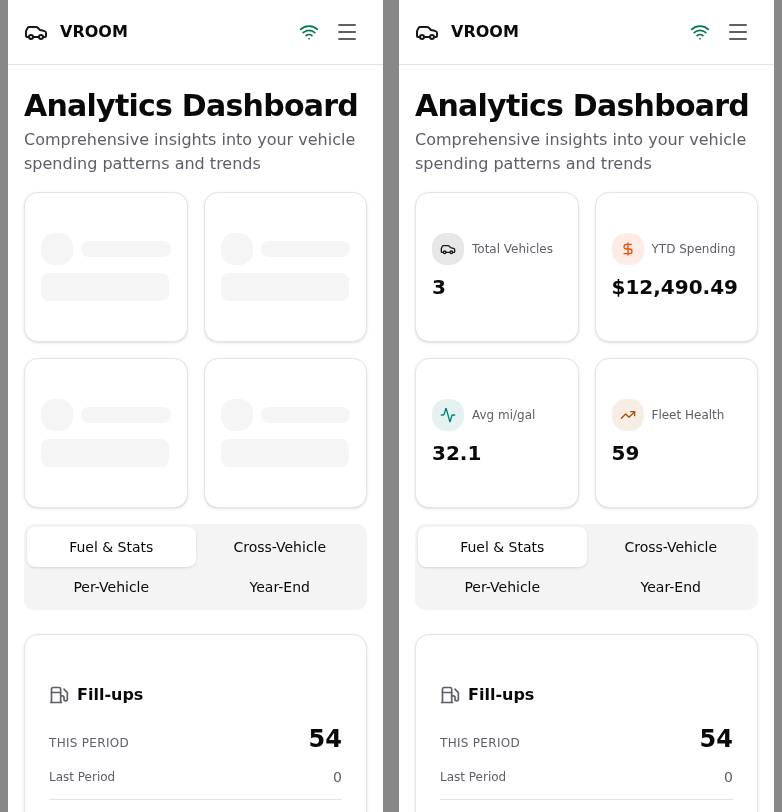 VROOM
Analytics Dashboard
Comprehensive insights into your vehicle
spending patterns and trends
Fuel & Stats
Cross-Vehicle
Per-Vehicle
Year-End
Fill-ups
THIS PERIOD 54
Last Period 0
VROOM
Analytics Dashboard
Comprehensive insights into your vehicle
spending patterns and trends
Total Vehicles
3
YTD Spending
$12,490.49
Avg mi/gal
32.1
Fleet Health
59
Fuel & Stats
Cross-Vehicle
Per-Vehicle
Year-End
Fill-ups
THIS PERIOD 54
Last Period 0